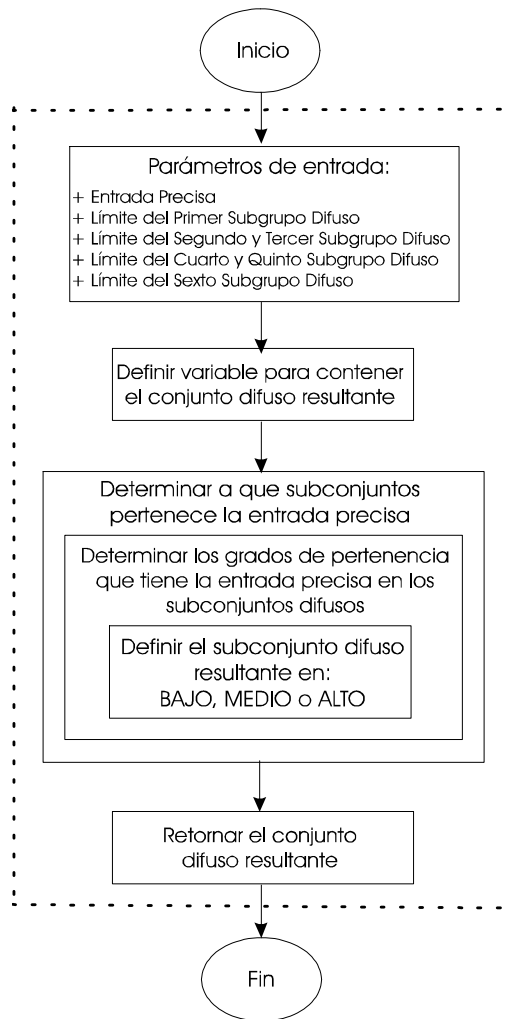 Inicio
Parámetros de entrada:
+ Entrada Precisa
+ Límite del Primer Subgrupo Difuso
+ Límite del Segundo y Tercer Subgrupo Difuso
+ Límite del Cuarto y Quinto Subgrupo Difuso
+ Límite del Sexto Subgrupo Difuso
Definir variable para contener
el conjunto difuso resultante
Determinar a que subconjuntos
pertenece la entrada precisa
Determinar los grados de pertenencia
que tiene la entrada precisa en los
subconjuntos difusos
Definir el subconjunto difuso
resultante en:
BAJO, MEDIO o ALTO
Retornar el conjunto
difuso resultante
Fin